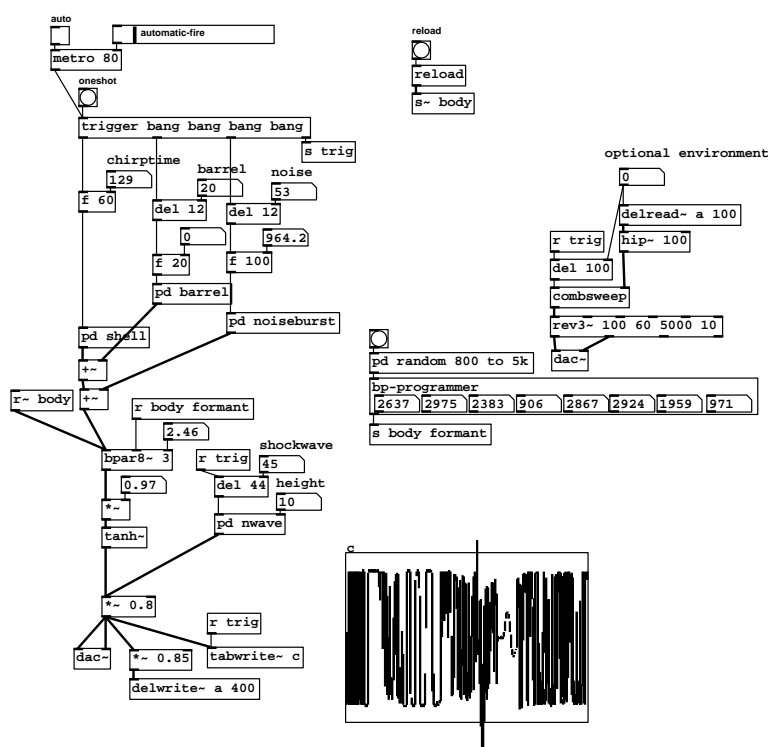 auto
automatic-fire
metro 80
oneshot
trigger bang bang bang bang
s trig
chirptime
129
f 60
barrel
20
del 12
noise
53
del 12
0
964.2
f 20
f 100
pd barrel
pd noiseburst
pd shell
+~
r~ body
+~
r body formant
2.46
bpar8~ 3
0.97
*~
tanh~
shockwave
r trig
45
del 44
height
10
pd nwave
*~ 0.8
r trig
dac~
*~ 0.85
tabwrite~ c
delwrite~ a 400
reload
reload
s~ body
optional environment
0
delread~ a 100
r trig
hip~ 100
del 100
combsweep
rev3~ 100 60 5000 10
dac~
pd random 800 to 5k
bp-programmer
2637 2975 2383 906 2867 2924 1959 971
s body formant
c